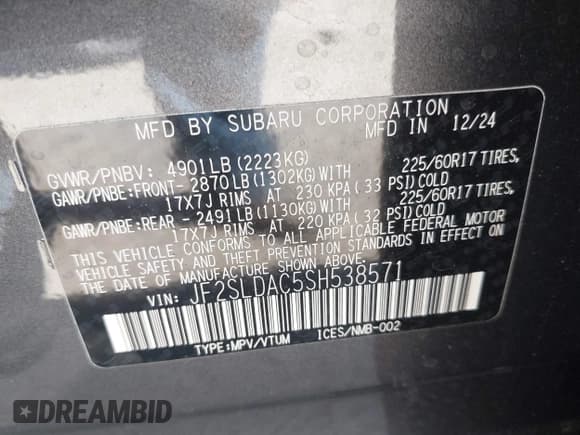 MFD BY SUBARU CORPORATION
MFD IN 12/24
GVWR/PNBV: 4901LB(2223KG)
GAWR/PNBE:FRONT- 2870LB(1302KG)WITH 225/60R17 TIRES,
17X7J RIMS AT 230 KPA(33 PSI)COLD
GAWR/PNBE:REAR - 2491LB(1130KG)WITH 225/60R17 TIRES,
17X7J RIMS AT 220 KPA(32 PSI)COLD
THIS VEHICLE CONFORMS TO ALL APPLICABLE FEDERAL MOTOR
VEHICLE SAFETY AND THEFT PREVENTION STANDARDS IN EFFECT ON
THE DATE OF MANUFACTURE SHOWN ABOVE.
VIN: JF2SLDAC5SH538571
TYPE:MPV/VTUM ICES/NMB-002
DREAMBID